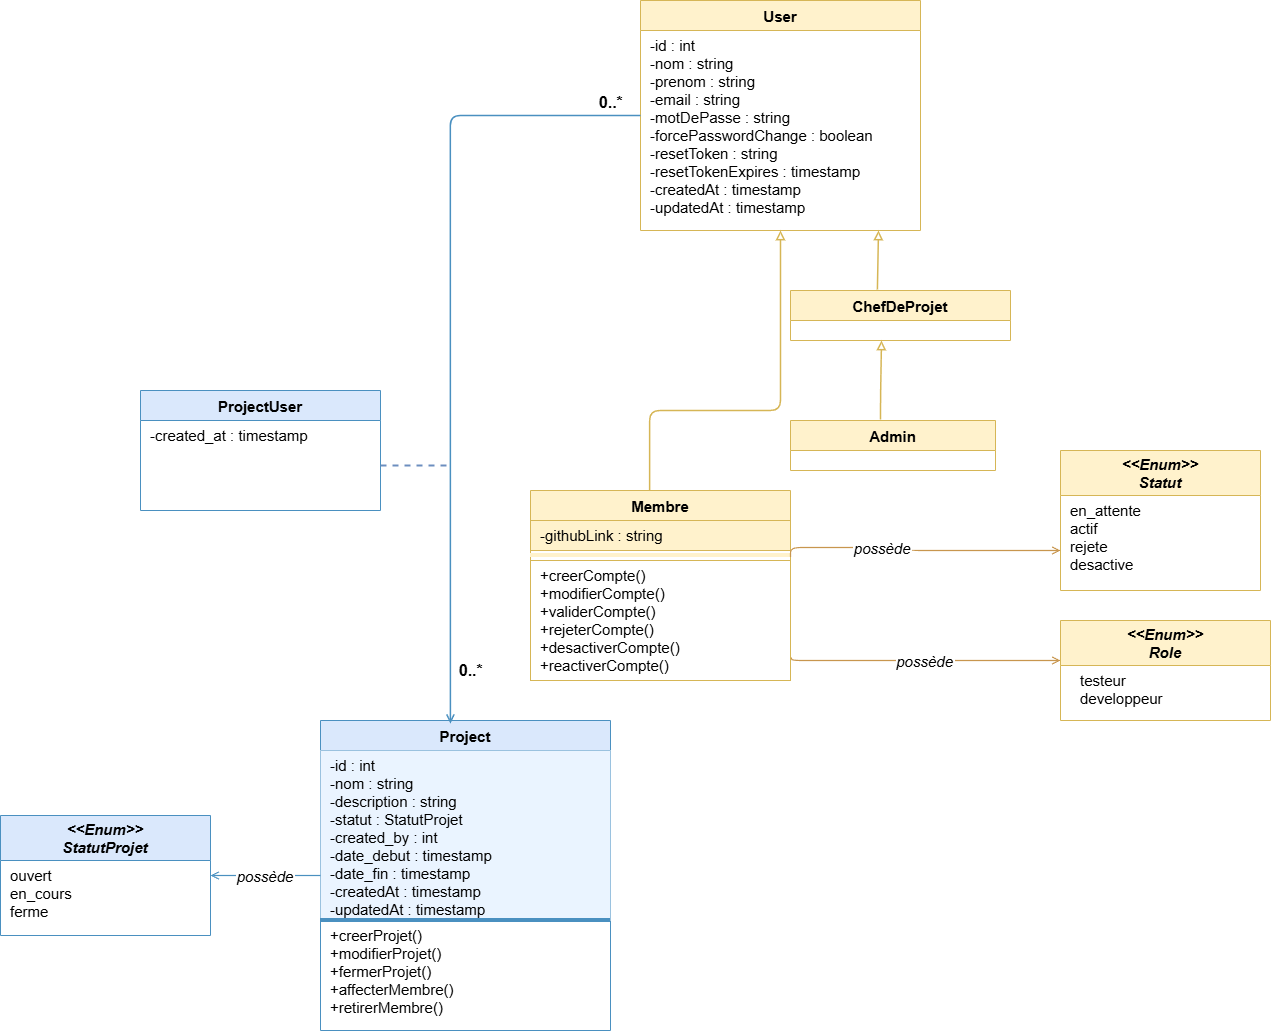 User
-id : int
-nom : string
-prenom : string
-email : string
-motDePasse : string
-forcePasswordChange : boolean
-resetToken : string
-resetTokenExpires : timestamp
-createdAt : timestamp
-updatedAt : timestamp
0..*
ChefDeProjet
Admin
ProjectUser
-created_at : timestamp
Membre
-githubLink : string
+creerCompte()
+modifierCompte()
+validerCompte()
+rejeterCompte()
+desactiverCompte()
+reactiverCompte()
possède
<<Enum>>
Statut
en_attente
actif
rejete
desactive
possède
<<Enum>>
Role
testeur
developpeur
0..*
Project
-id : int
-nom : string
-description : string
-statut : StatutProjet
-created_by : int
-date_debut : timestamp
-date_fin : timestamp
-createdAt : timestamp
-updatedAt : timestamp
+creerProjet()
+modifierProjet()
+fermerProjet()
+affecterMembre()
+retirerMembre()
possède
<<Enum>>
StatutProjet
ouvert
en_cours
ferme